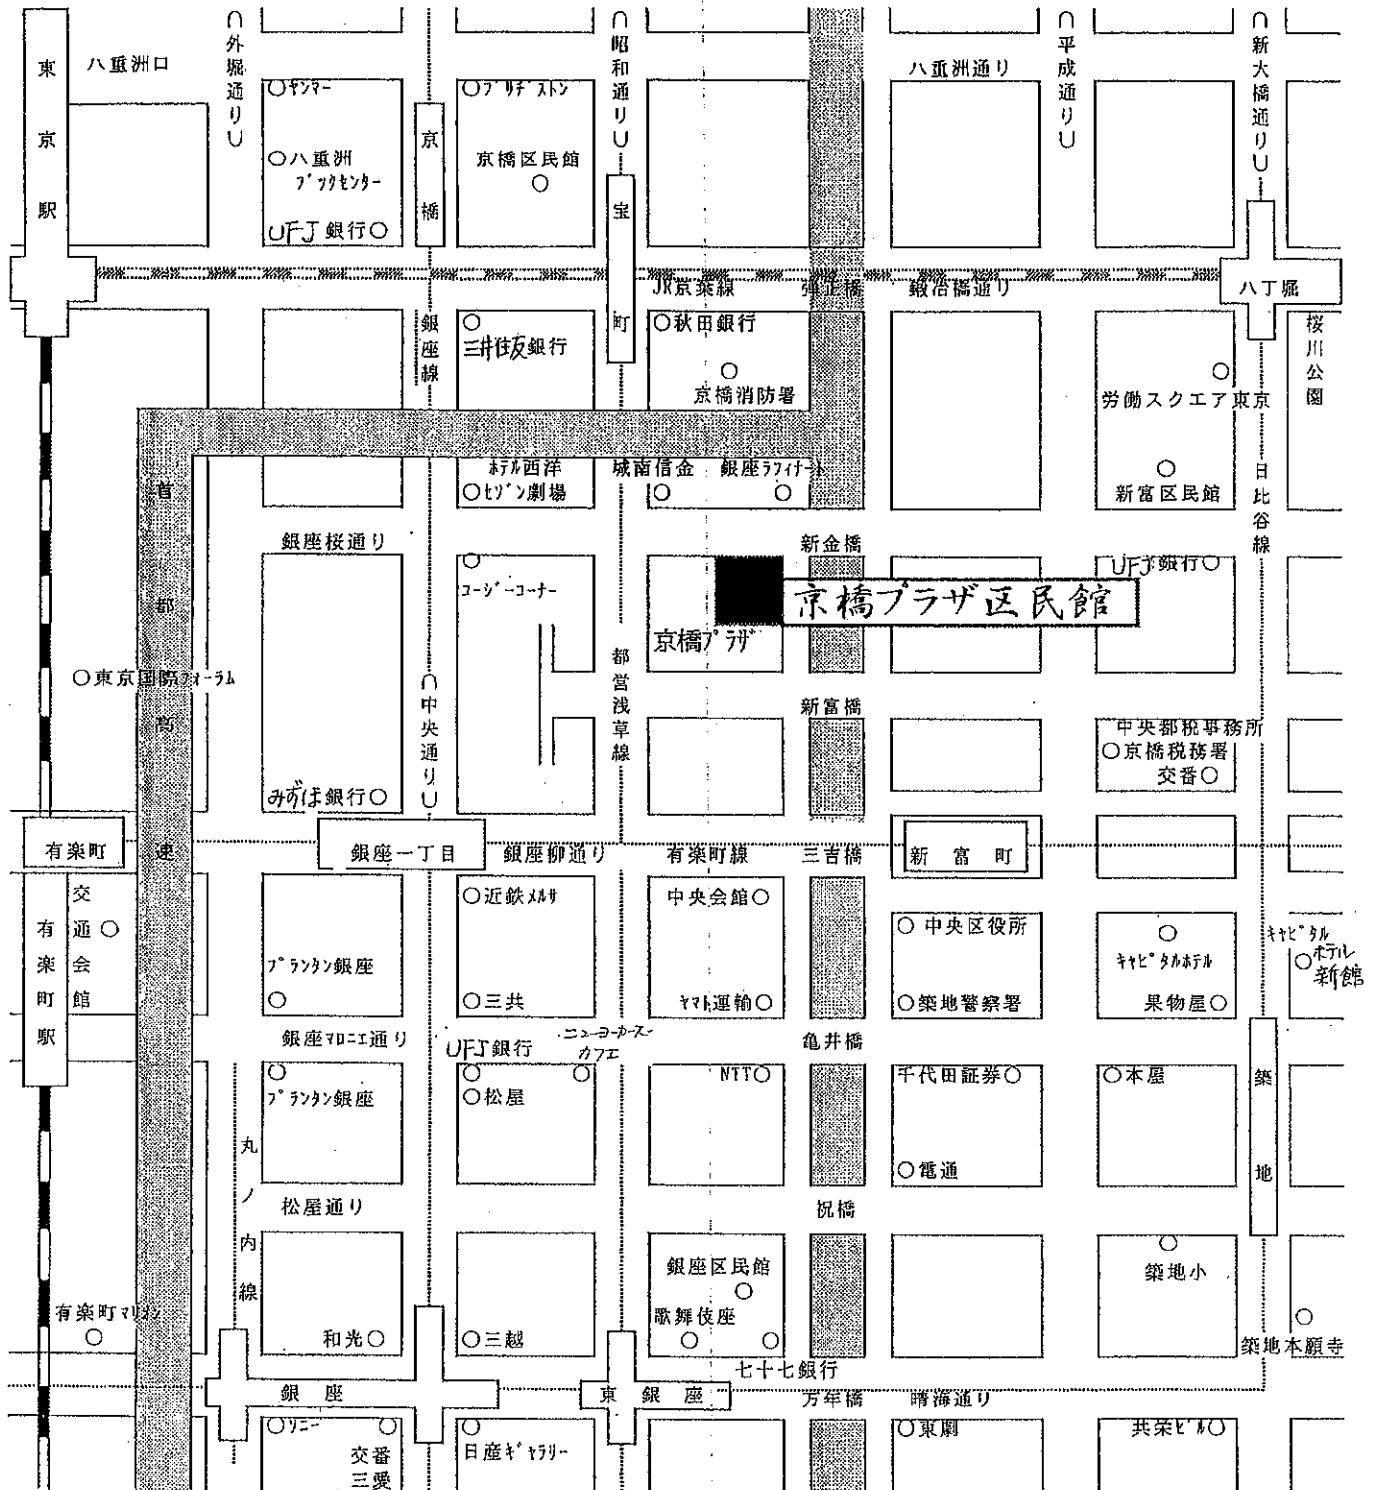 東京駅
八重洲口
⊂外堀通り⊃
⊂昭和通り⊃
八重洲通り
⊂平成通り⊃
⊂新大橋通り⊃
○ヤンマー
○ブリヂストン
○八重洲
ブックセンター
京橋
京橋区民館
○
宝町
UFJ銀行○
JR京葉線
弾正橋
鍛冶橋通り
八丁堀
銀座線
○
三井住友銀行
○秋田銀行
○
京橋消防署
桜川公園
○
労働スクエア東京
首都高速
ホテル西洋
○セゾン劇場
城南信金
○
銀座ラフィナート
○
○
新富区民館
日比谷線
銀座桜通り
新金橋
○
コージーコーナー
UFJ銀行○
京橋プラザ区民館
京橋プラザ
都営浅草線
○東京国際フォーラム
⊂中央通り⊃
新富橋
中央都税事務所
○京橋税務署
交番○
みずほ銀行○
有楽町
銀座一丁目
銀座柳通り
有楽町線
三吉橋
新富町
交通会館○
有楽町駅
○近鉄メルサ
中央会館○
○中央区役所
○
キャピタルホテル
キャピタル
○ホテル
新館
プランタン銀座
○
○三共
ヤマト運輸○
○築地警察署
果物屋○
銀座マロニエ通り
UFJ銀行
○
ニューヨーカーズ
カフェ
○
亀井橋
○
プランタン銀座
○松屋
NTT○
千代田証券○
○本屋
築地
丸ノ内線
○電通
松屋通り
祝橋
銀座区民館
○
○
築地小
有楽町マリオン
○
和光○
○三越
歌舞伎座
○
○
七十七銀行
○
築地本願寺
銀座
東銀座
万年橋
晴海通り
○ソニー
○
交番
三愛
○
日産ギャラリー
○東劇
共栄ビル○